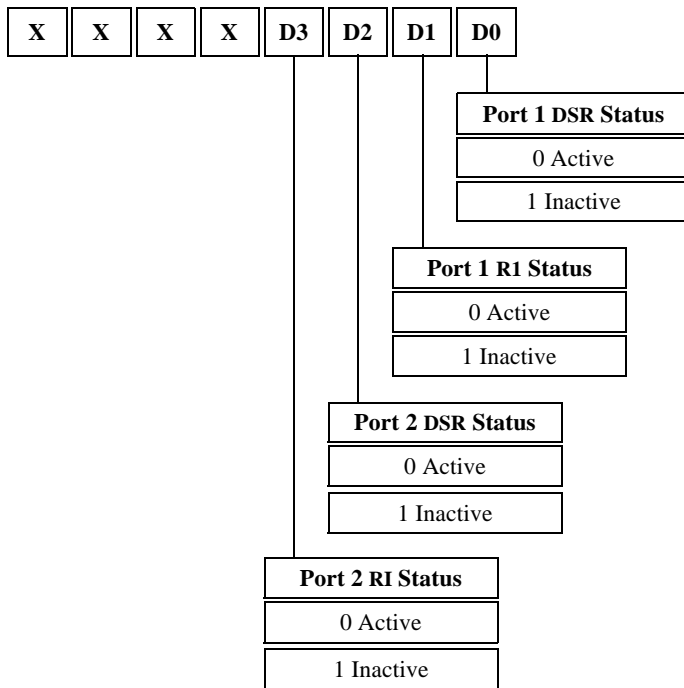 X X X X D3 D2 D1 D0
Port 1 DSR Status
0 Active
1 Inactive
Port 1 R1 Status
0 Active
1 Inactive
Port 2 DSR Status
0 Active
1 Inactive
Port 2 RI Status
0 Active
1 Inactive